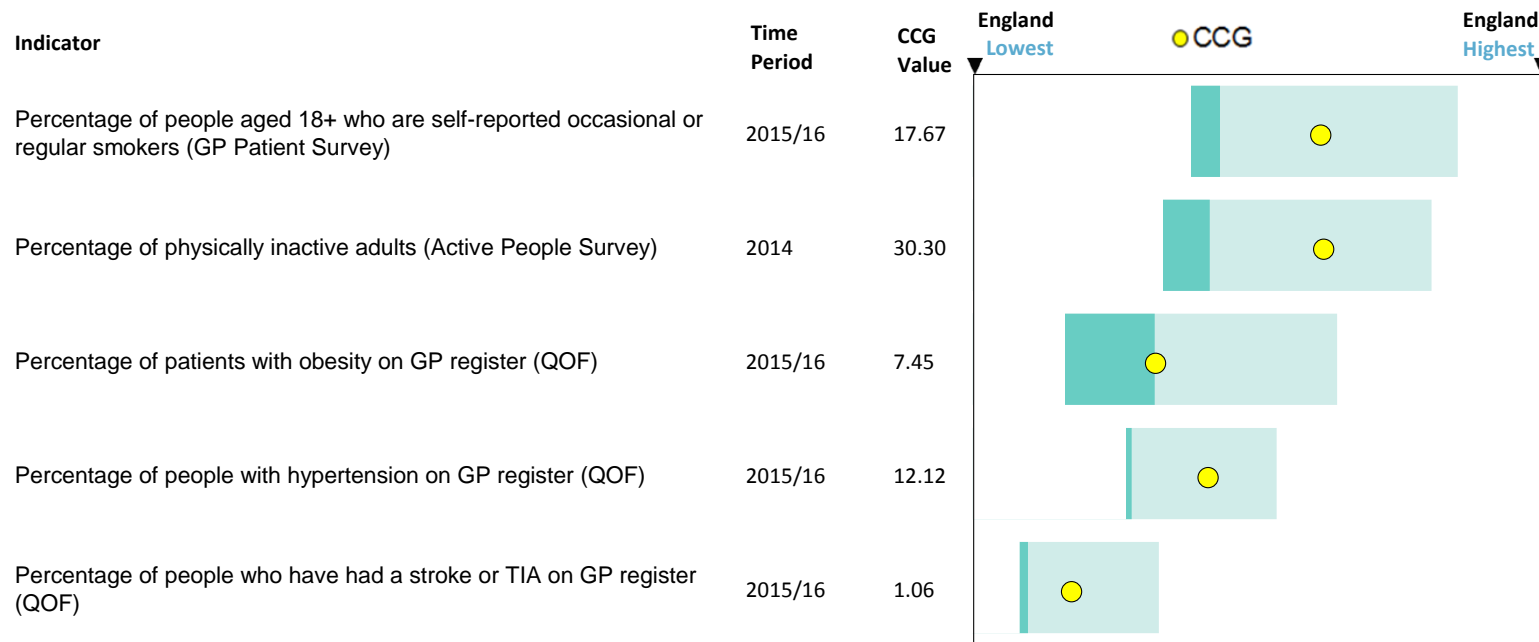 Indicator
Time
Period
CCG
Value
England
Lowest
CCG
England
Highest
Percentage of people aged 18+ who are self-reported occasional or
regular smokers (GP Patient Survey)
2015/16
17.67
Percentage of physically inactive adults (Active People Survey)
2014
30.30
Percentage of patients with obesity on GP register (QOF)
2015/16
7.45
Percentage of people with hypertension on GP register (QOF)
2015/16
12.12
Percentage of people who have had a stroke or TIA on GP register
(QOF)
2015/16
1.06